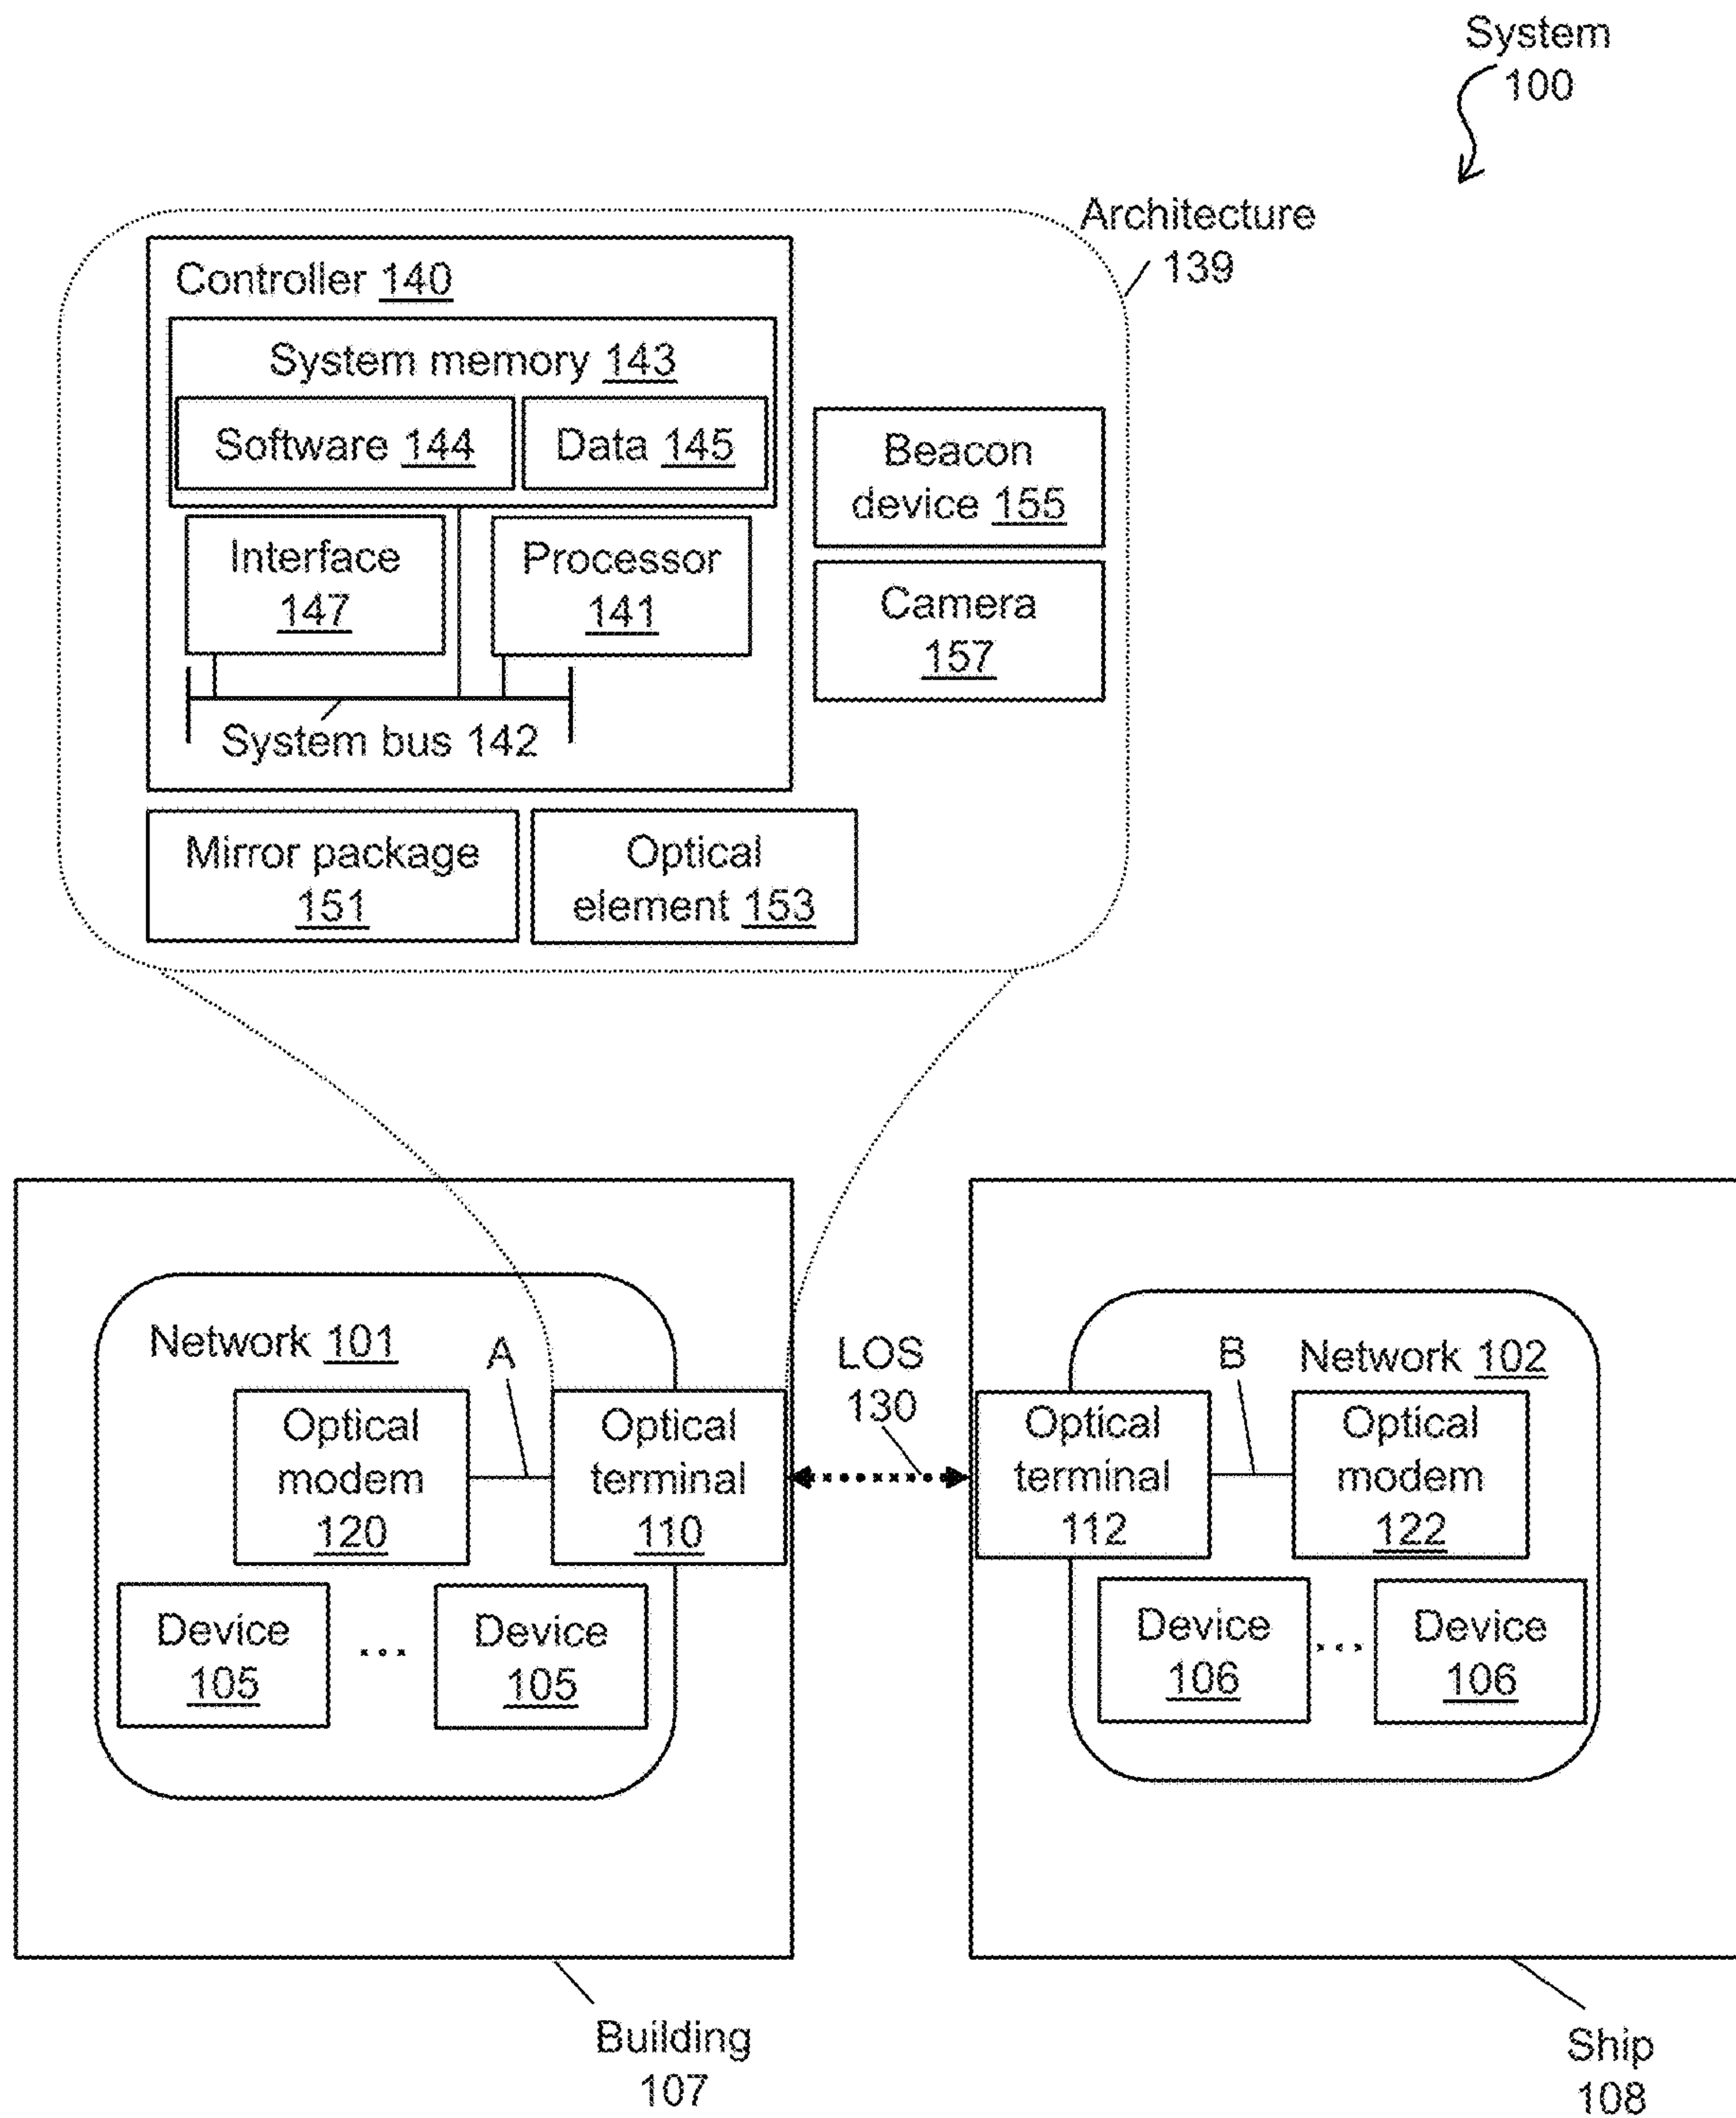 System
100
Architecture
139
Controller 140
System memory 143
Software 144
Data 145
Beacon
device 155
Interface
147
Processor
141
Camera
157
System bus 142
Mirror package
151
Optical
element 153
Network 101
A
LOS
130
B
Network 102
Optical
modem
120
Optical
terminal
110
Optical
terminal
112
Optical
modem
122
Device
105
...
Device
105
Device
106
...
Device
106
Building
107
Ship
108